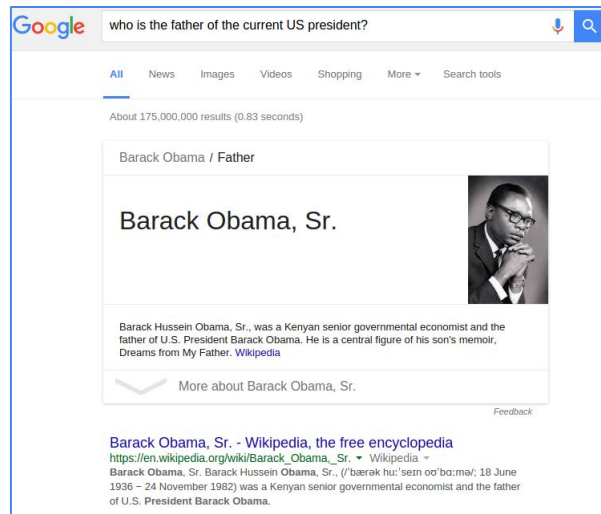 Google
who is the father of the current US president?
All News Images Videos Shopping More Search tools
About 175,000,000 results (0.83 seconds)
Barack Obama / Father
Barack Obama, Sr.
Barack Hussein Obama, Sr., was a Kenyan senior governmental economist and the
father of U.S. President Barack Obama. He is a central figure of his son's memoir,
Dreams from My Father. Wikipedia
More about Barack Obama, Sr.
Feedback
Barack Obama, Sr. - Wikipedia, the free encyclopedia
https://en.wikipedia.org/wiki/Barack_Obama,_Sr. Wikipedia
Barack Obama, Sr. Barack Hussein Obama, Sr., (/ˈbærək huːˈseɪn oʊˈbɑːmə/; 18 June
1936 – 24 November 1982) was a Kenyan senior governmental economist and the father
of U.S. President Barack Obama.